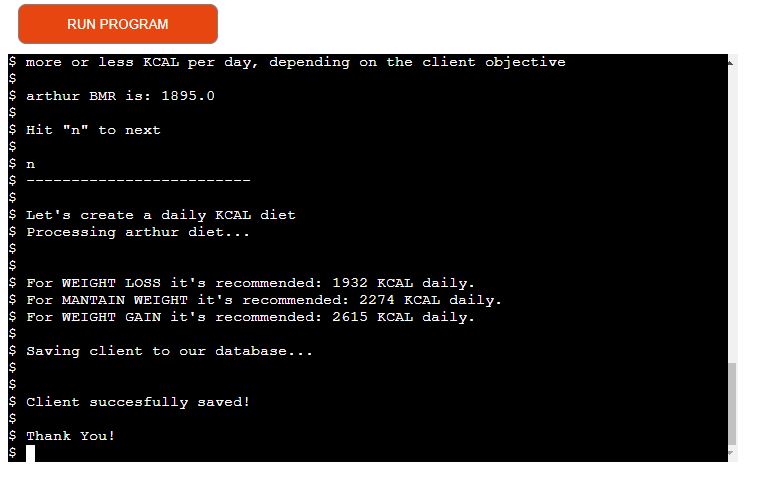 RUN PROGRAM
$ more or less KCAL per day, depending on the client objective
$
$ arthur BMR is: 1895.0
$
$ Hit "n" to next
$
$ n
$ -------------------------
$
$ Let's create a daily KCAL diet
$ Processing arthur diet...
$
$
$ For WEIGHT LOSS it's recommended: 1932 KCAL daily.
$ For MANTAIN WEIGHT it's recommended: 2274 KCAL daily.
$ For WEIGHT GAIN it's recommended: 2615 KCAL daily.
$
$ Saving client to our database...
$
$
$ Client succesfully saved!
$
$ Thank You!
$